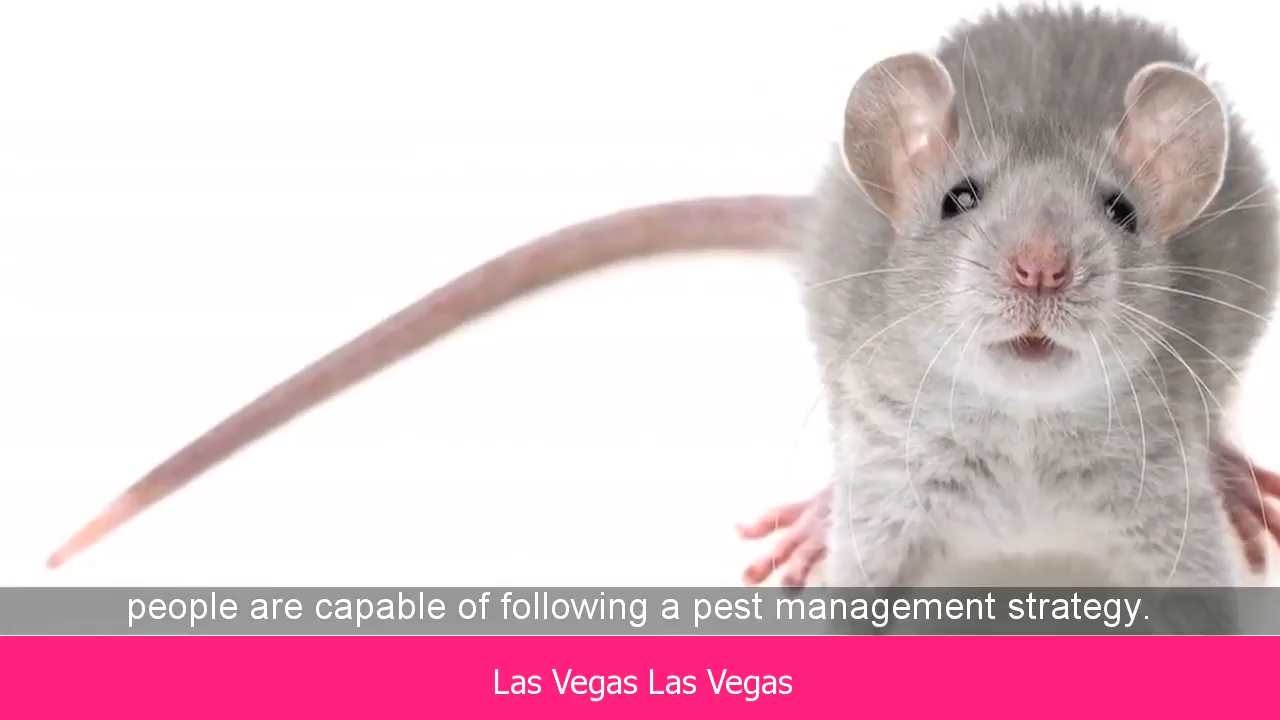 people are capable of following a pest management strategy.
Las Vegas Las Vegas